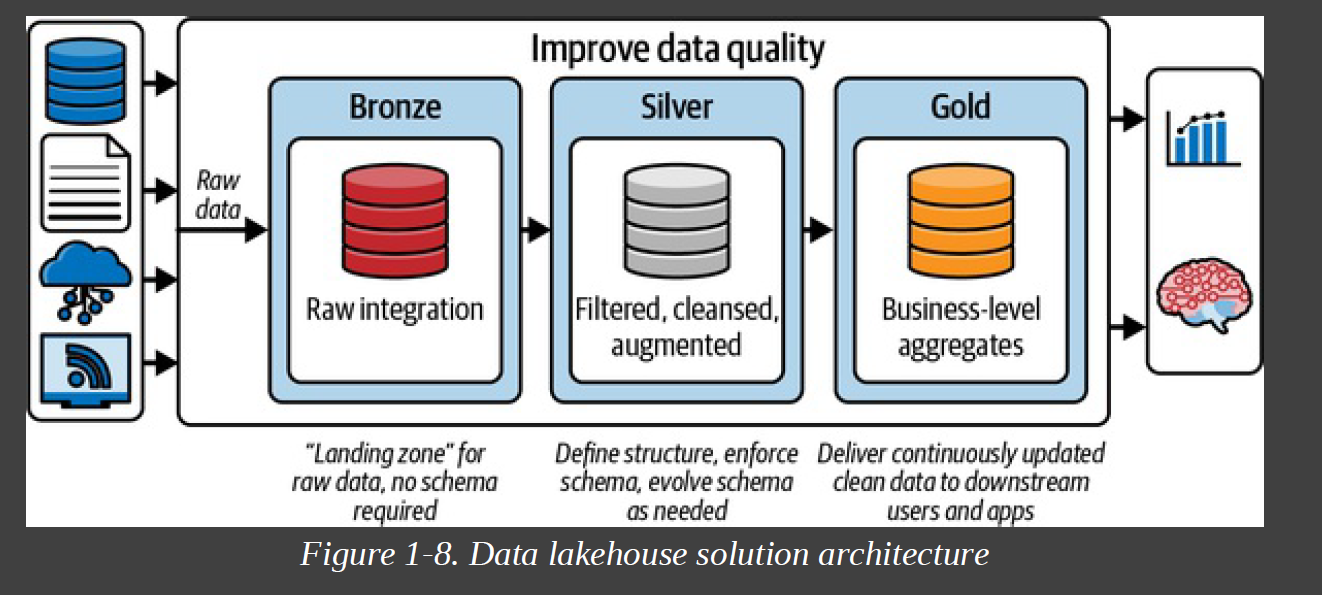 Improve data quality
Bronze
Silver
Gold
Raw
data
Raw integration
Filtered, cleansed,
augmented
Business-level
aggregates
“Landing zone” for
raw data, no schema
required
Define structure, enforce
schema, evolve schema
as needed
Deliver continuously updated
clean data to downstream
users and apps
Figure 1-8. Data lakehouse solution architecture